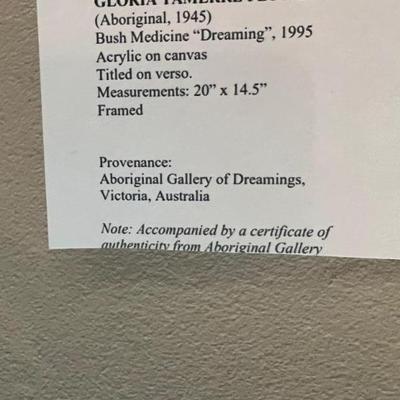 GLORIA
(Aboriginal, 1945)
Bush Medicine “Dreaming”, 1995
Acrylic on canvas
Titled on verso.
Measurements: 20” x 14.5”
Framed
Provenance:
Aboriginal Gallery of Dreamings,
Victoria, Australia
Note: Accompanied by a certificate of
authenticity from Aboriginal Gallery